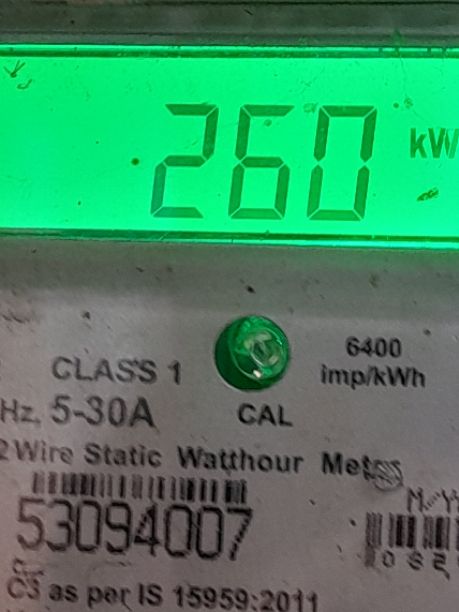 260 kW
6400
CLASS 1 imp/kWh
Hz. 5-30A CAL
2 Wire Static Watthour
53094007
as per IS 15959:2011